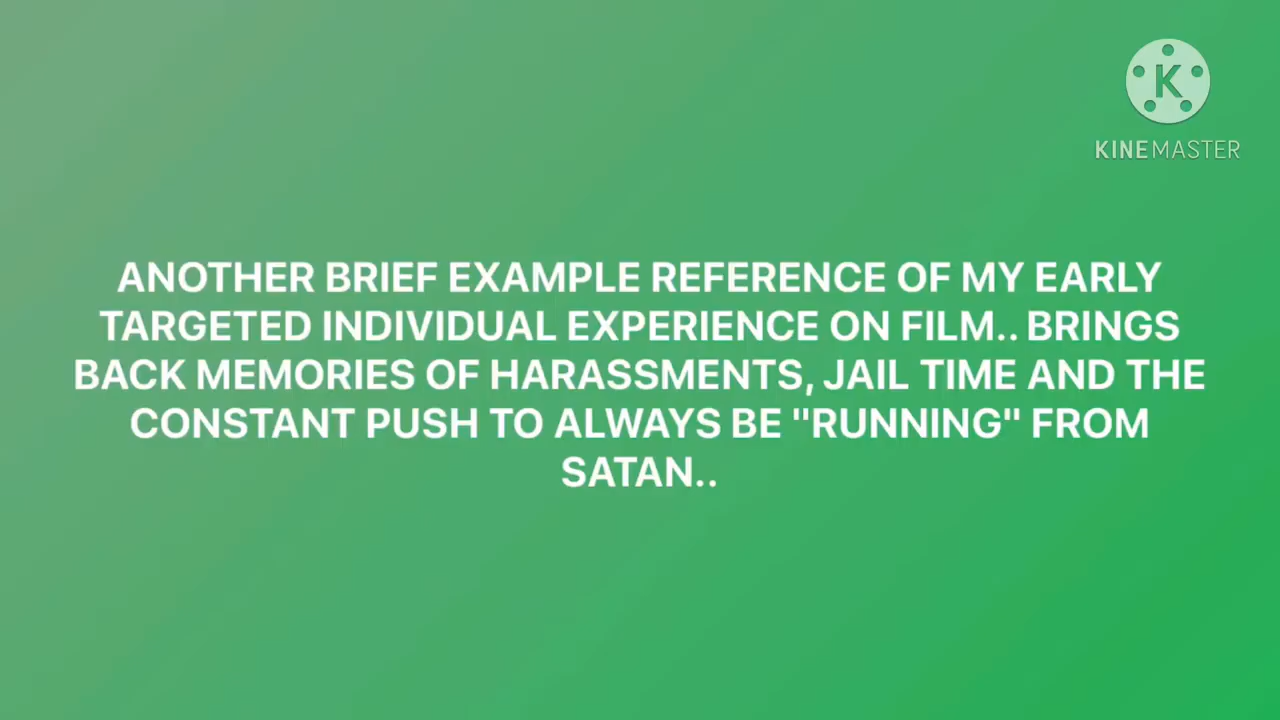 K
KINEMASTER
ANOTHER BRIEF EXAMPLE REFERENCE OF MY EARLY
TARGETED INDIVIDUAL EXPERIENCE ON FILM.. BRINGS
BACK MEMORIES OF HARASSMENTS, JAIL TIME AND THE
CONSTANT PUSH TO ALWAYS BE "RUNNING" FROM
SATAN..